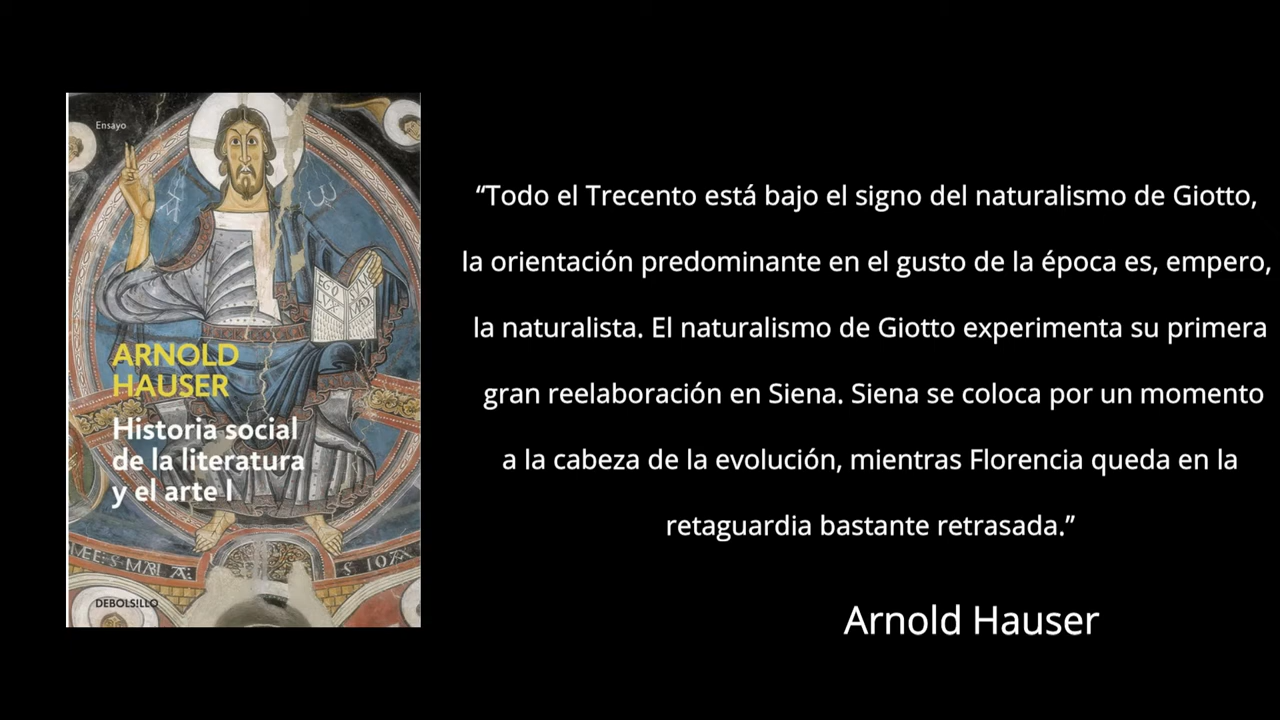 Ensayo
ARNOLD
HAUSER
Historia social
de la literatura
y el arte I
DEBOLS!LLO
“Todo el Trecento está bajo el signo del naturalismo de Giotto,
la orientación predominante en el gusto de la época es, empero,
la naturalista. El naturalismo de Giotto experimenta su primera
gran reelaboración en Siena. Siena se coloca por un momento
a la cabeza de la evolución, mientras Florencia queda en la
retaguardia bastante retrasada.”
Arnold Hauser